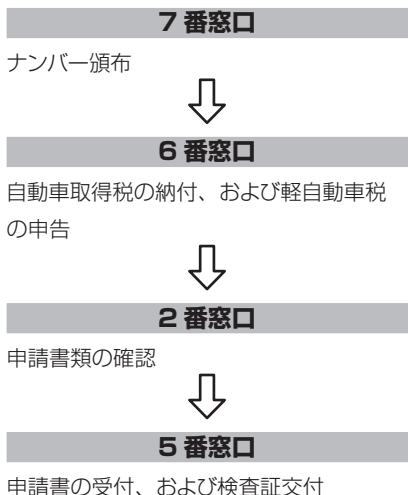 7 番窓口
ナンバー頒布
6 番窓口
自動車取得税の納付、および軽自動車税
の申告
2 番窓口
申請書類の確認
5 番窓口
申請書の受付、および検査証交付